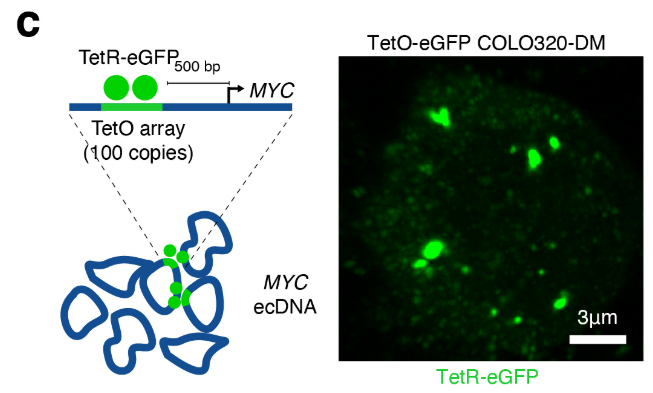 c
TetR-eGFP
500 bp
MYC
TetO array
(100 copies)
MYC
ecDNA
TetO-eGFP COLO320-DM
3μm
TetR-eGFP